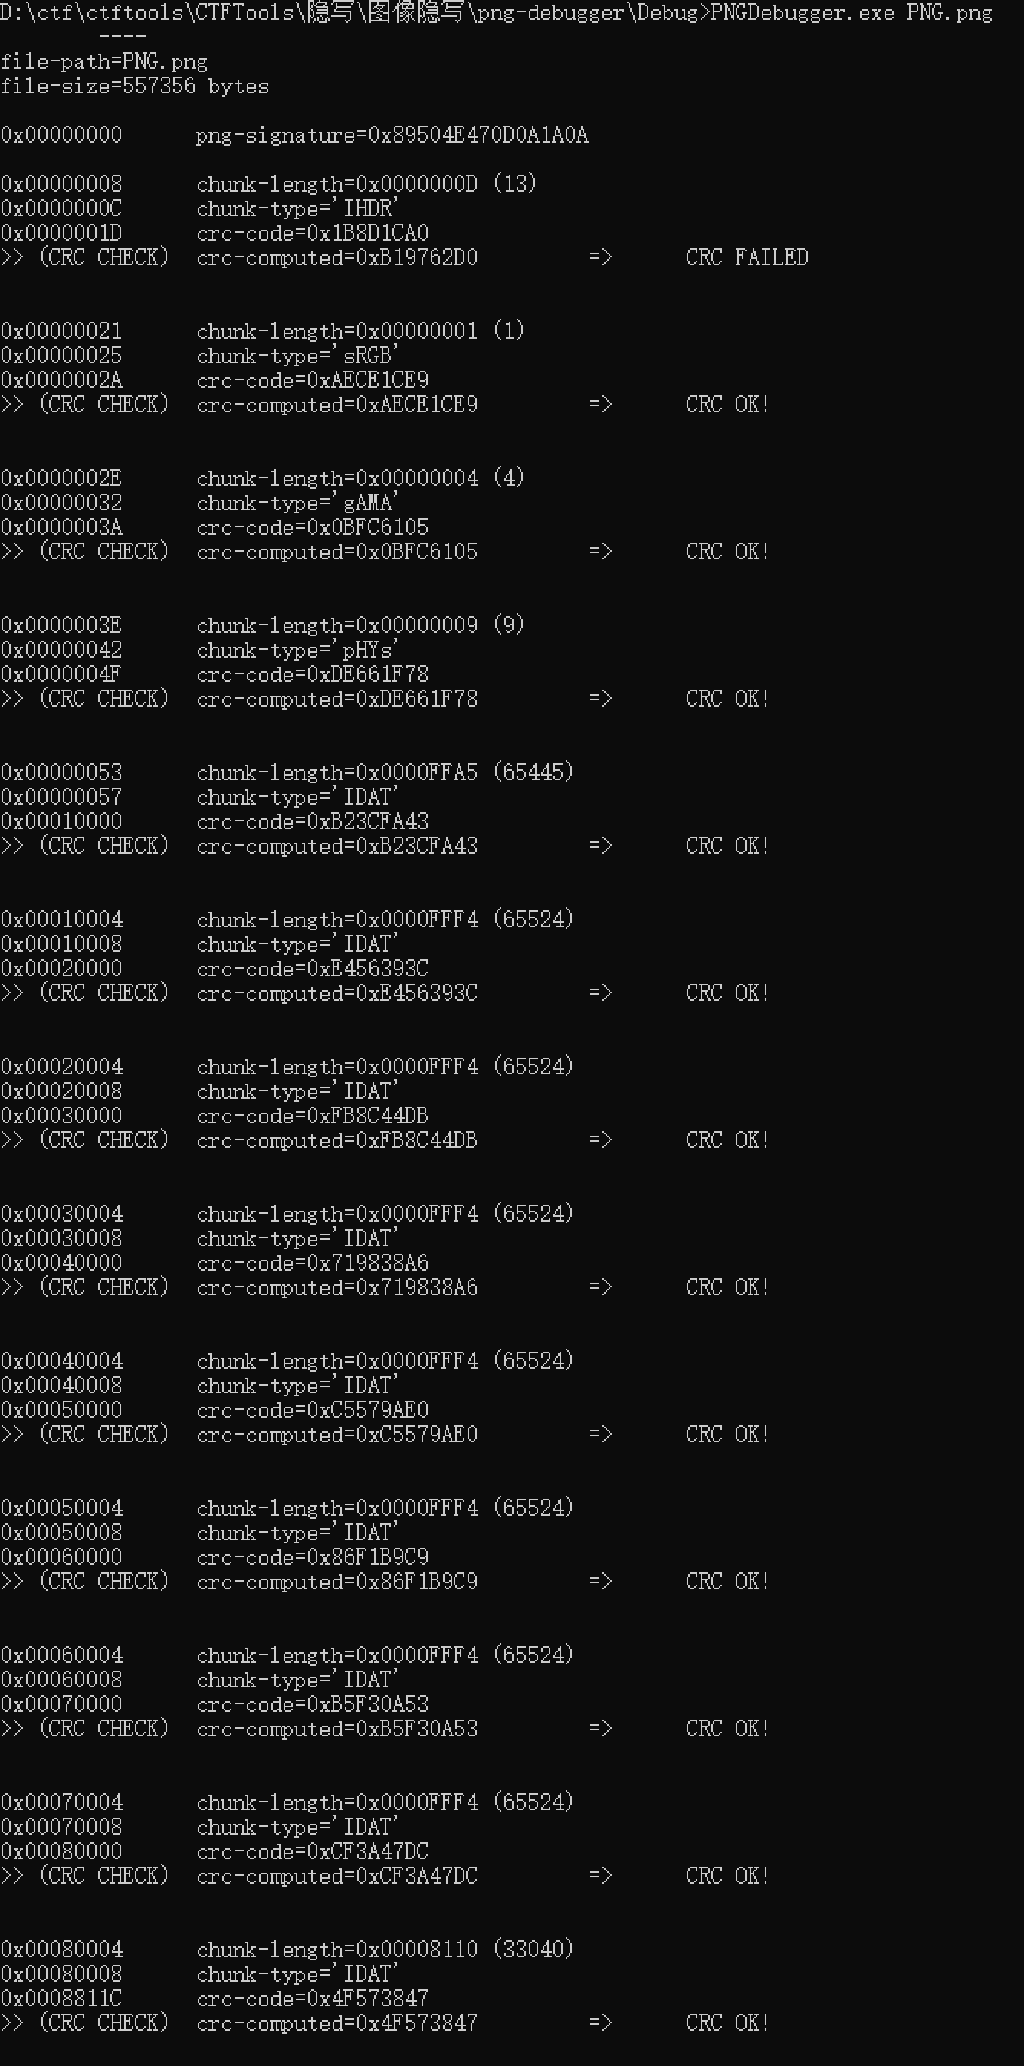 D:\ctf\ctftools\CTFTools\隐写\图像隐写\png-debugger\Debug>PNGDebugger.exe PNG.png
----
file-path=PNG.png
file-size=557356 bytes
0x00000000 png-signature=0x89504E470D0A1A0A
0x00000008 chunk-length=0x0000000D (13)
0x0000000C chunk-type='IHDR'
0x0000001D crc-code=0x1B8D1CA0
>> (CRC CHECK) crc-computed=0xB19762D0 => CRC FAILED
0x00000021 chunk-length=0x00000001 (1)
0x00000025 chunk-type='sRGB'
0x0000002A crc-code=0xAECE1CE9
>> (CRC CHECK) crc-computed=0xAECE1CE9 => CRC OK!
0x0000002E chunk-length=0x00000004 (4)
0x00000032 chunk-type='gAMA'
0x0000003A crc-code=0x0BFC6105
>> (CRC CHECK) crc-computed=0x0BFC6105 => CRC OK!
0x0000003E chunk-length=0x00000009 (9)
0x00000042 chunk-type='pHYs'
0x0000004F crc-code=0xDE661F78
>> (CRC CHECK) crc-computed=0xDE661F78 => CRC OK!
0x00000053 chunk-length=0x0000FFA5 (65445)
0x00000057 chunk-type='IDAT'
0x00010000 crc-code=0xB23CFA43
>> (CRC CHECK) crc-computed=0xB23CFA43 => CRC OK!
0x00010004 chunk-length=0x0000FFF4 (65524)
0x00010008 chunk-type='IDAT'
0x00020000 crc-code=0xE456393C
>> (CRC CHECK) crc-computed=0xE456393C => CRC OK!
0x00020004 chunk-length=0x0000FFF4 (65524)
0x00020008 chunk-type='IDAT'
0x00030000 crc-code=0xFB8C44DB
>> (CRC CHECK) crc-computed=0xFB8C44DB => CRC OK!
0x00030004 chunk-length=0x0000FFF4 (65524)
0x00030008 chunk-type='IDAT'
0x00040000 crc-code=0x719838A6
>> (CRC CHECK) crc-computed=0x719838A6 => CRC OK!
0x00040004 chunk-length=0x0000FFF4 (65524)
0x00040008 chunk-type='IDAT'
0x00050000 crc-code=0xC5579AE0
>> (CRC CHECK) crc-computed=0xC5579AE0 => CRC OK!
0x00050004 chunk-length=0x0000FFF4 (65524)
0x00050008 chunk-type='IDAT'
0x00060000 crc-code=0x86F1B9C9
>> (CRC CHECK) crc-computed=0x86F1B9C9 => CRC OK!
0x00060004 chunk-length=0x0000FFF4 (65524)
0x00060008 chunk-type='IDAT'
0x00070000 crc-code=0xB5F30A53
>> (CRC CHECK) crc-computed=0xB5F30A53 => CRC OK!
0x00070004 chunk-length=0x0000FFF4 (65524)
0x00070008 chunk-type='IDAT'
0x00080000 crc-code=0xCF3A47DC
>> (CRC CHECK) crc-computed=0xCF3A47DC => CRC OK!
0x00080004 chunk-length=0x00008110 (33040)
0x00080008 chunk-type='IDAT'
0x0008811C crc-code=0x4F573847
>> (CRC CHECK) crc-computed=0x4F573847 => CRC OK!